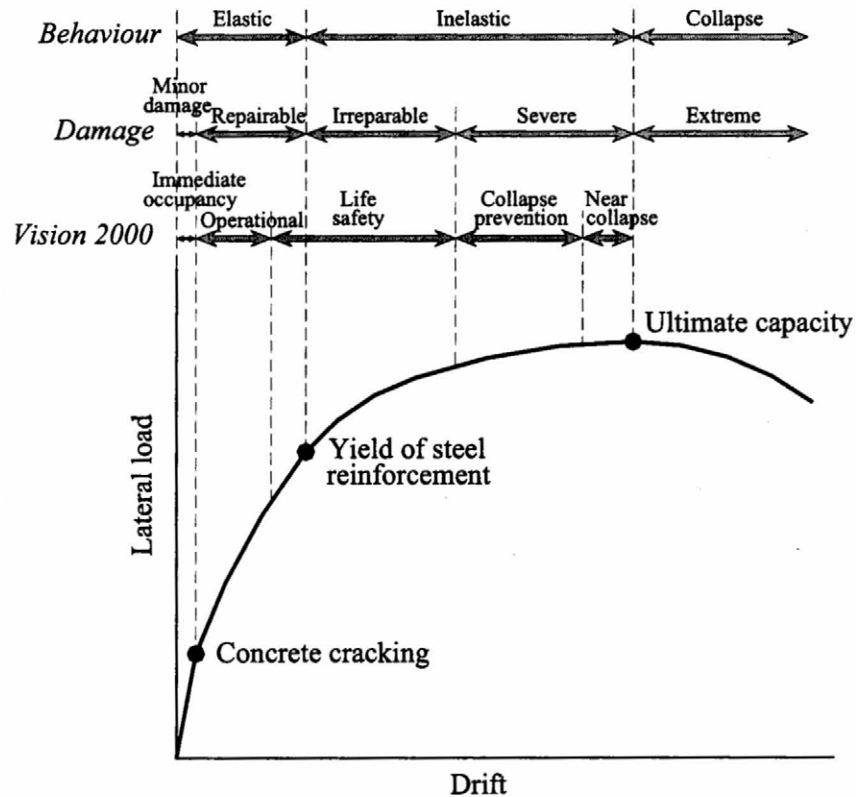 Behaviour
Elastic
Inelastic
Collapse
Minor
damage
Damage
Repairable
Irreparable
Severe
Extreme
Immediate
occupancy
Vision 2000
Operational
Life
safety
Collapse
prevention
Near
collapse
Ultimate capacity
Yield of steel
reinforcement
Concrete cracking
Lateral load
Drift